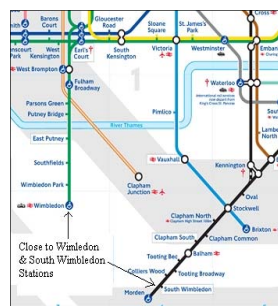 Barons
Court
Gloucester
Road
Sloane
Square
St. James's
Park
West
Kensington
Earl's
Court
South
Kensington
Victoria
Westminster
West Brompton
Fulham
Broadway
Waterloo
Parsons Green
Putney Bridge
River Thames
Pimlico
East Putney
Southfields
Vauxhall
Kennington
Wimbledon Park
Clapham
Junction
Oval
Stockwell
Wimbledon
Clapham North
Brixton
Clapham South
Clapham Common
Close to Wimledon
& South Wimbledon
Stations
Balham
Tooting Bec
Colliers Wood
Tooting Broadway
South Wimbledon
Morden